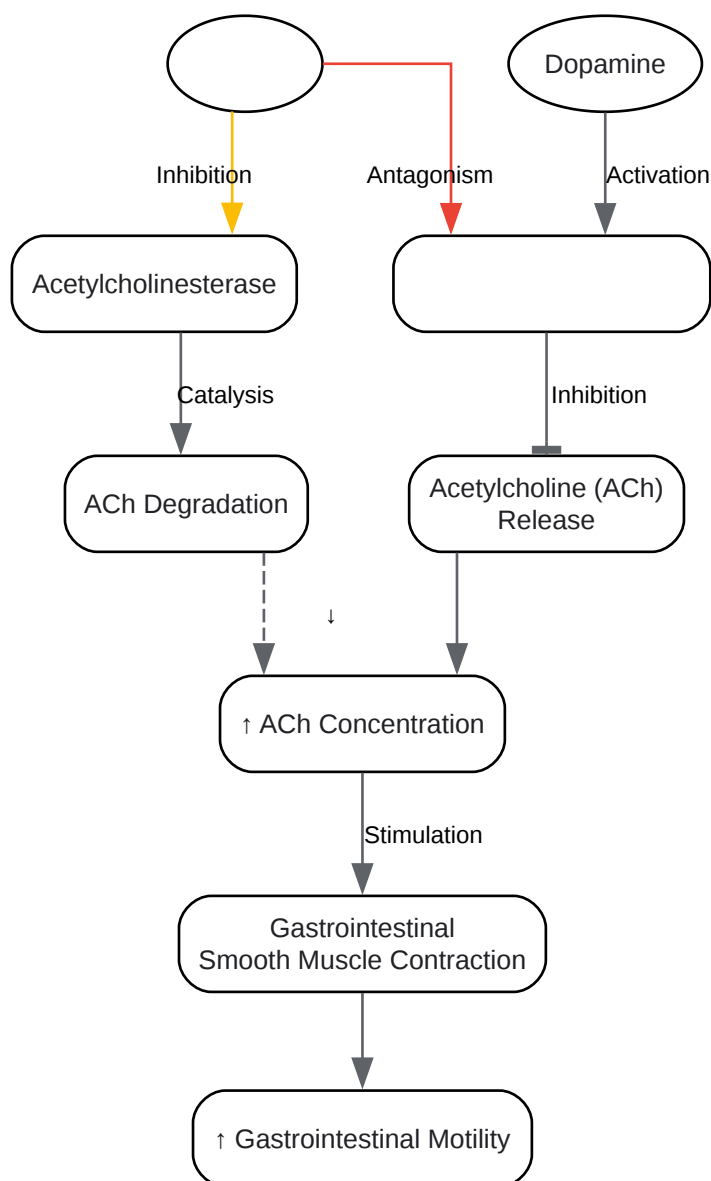 Dopamine
Inhibition
Antagonism
Activation
Acetylcholinesterase
Catalysis
Inhibition
ACh Degradation
Acetylcholine (ACh)
Release
↓
↑ ACh Concentration
Stimulation
Gastrointestinal
Smooth Muscle Contraction
↑ Gastrointestinal Motility